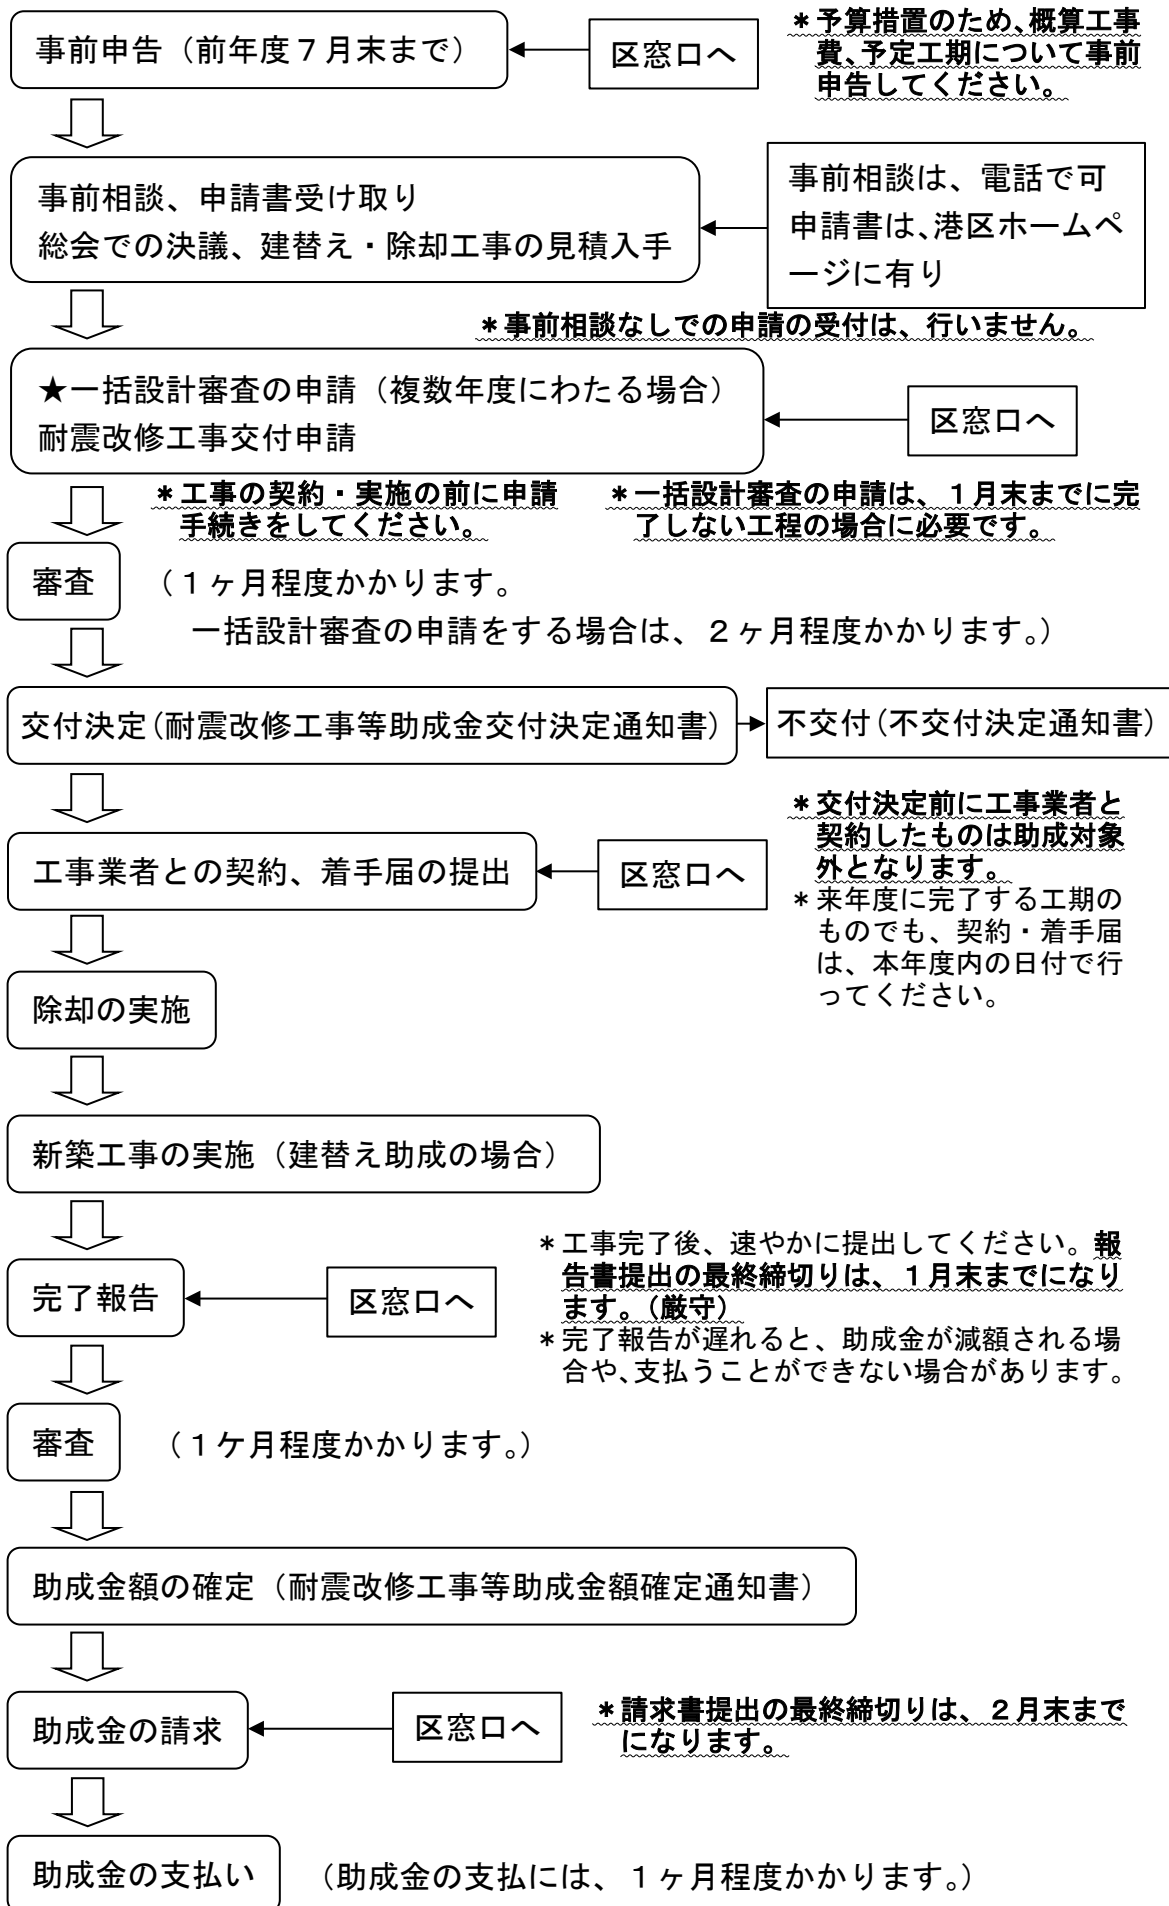 事前申告（前年度７月末まで）
区窓口へ
＊予算措置のため、概算工事
費、予定工期について事前
申告してください。
事前相談、申請書受け取り
総会での決議、建替え・除却工事の見積入手
事前相談は、電話で可
申請書は、港区ホームペ
ージに有り
＊事前相談なしでの申請の受付は、行いません。
★一括設計審査の申請（複数年度にわたる場合）
耐震改修工事交付申請
区窓口へ
＊工事の契約・実施の前に申請
手続きをしてください。
＊一括設計審査の申請は、１月末までに完
了しない工程の場合に必要です。
審査
（１ヶ月程度かかります。
一括設計審査の申請をする場合は、２ヶ月程度かかります。）
交付決定（耐震改修工事等助成金交付決定通知書）
不交付（不交付決定通知書）
＊交付決定前に工事業者と
契約したものは助成対象
外となります。
工事業者との契約、着手届の提出
区窓口へ
＊来年度に完了する工期の
ものでも、契約・着手届
は、本年度内の日付で行
ってください。
除却の実施
新築工事の実施（建替え助成の場合）
＊工事完了後、速やかに提出してください。報
告書提出の最終締切りは、１月末までになり
ます。（厳守）
完了報告
区窓口へ
＊完了報告が遅れると、助成金が減額される場
合や、支払うことができない場合があります。
審査
（１ケ月程度かかります。）
助成金額の確定（耐震改修工事等助成金額確定通知書）
助成金の請求
区窓口へ
＊請求書提出の最終締切りは、２月末まで
になります。
助成金の支払い
（助成金の支払には、１ヶ月程度かかります。）